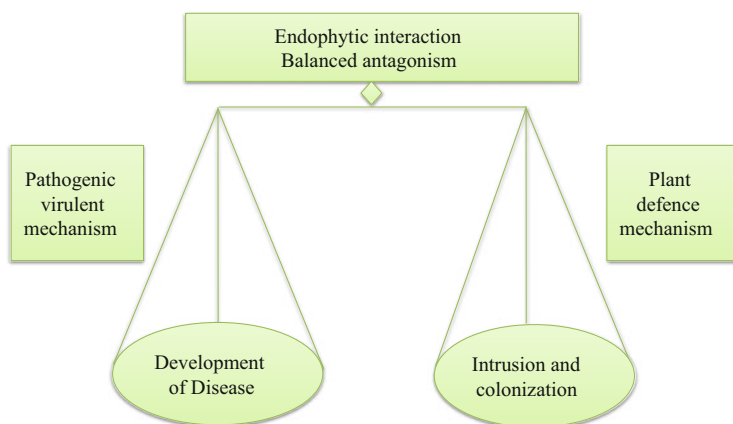 Endophytic interaction
Balanced antagonism
Pathogenic
virulent
mechanism
Plant
defence
mechanism
Development
of Disease
Intrusion and
colonization